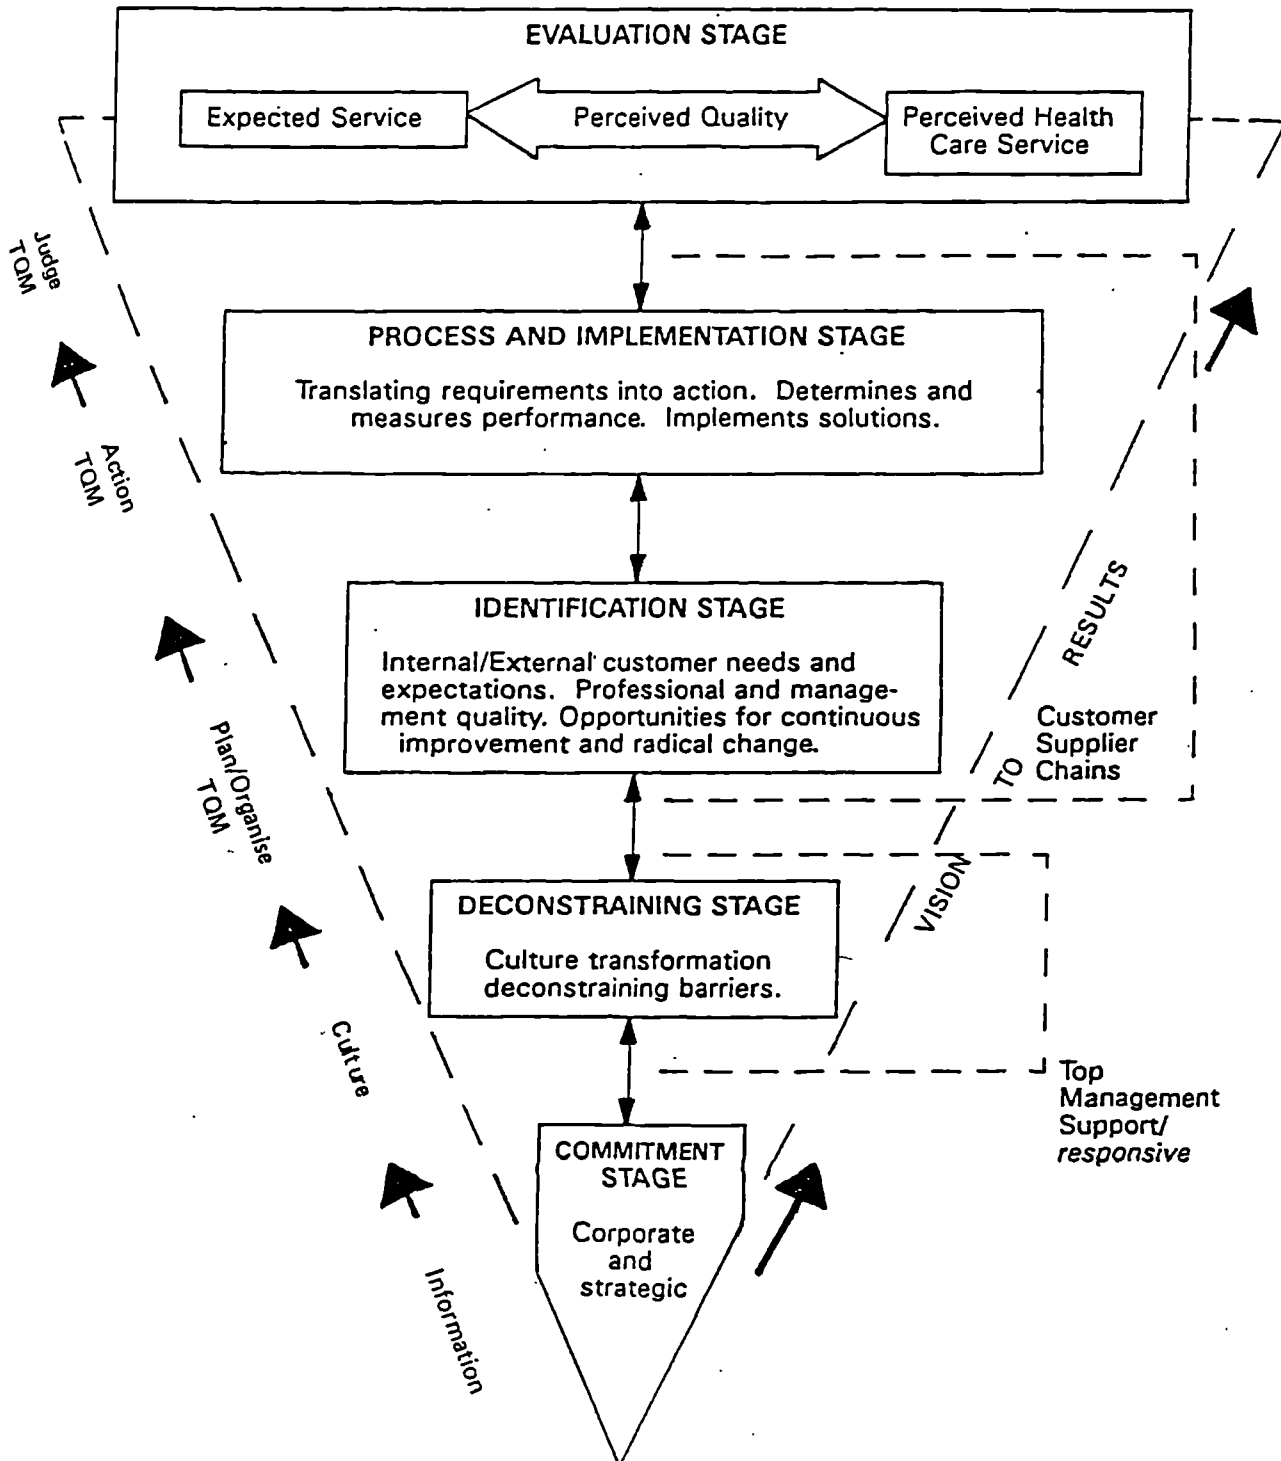 EVALUATION STAGE
Expected Service
Perceived Quality
Perceived Health
Care Service
Judge
TQM
PROCESS AND IMPLEMENTATION STAGE
Translating requirements into action. Determines and
measures performance. Implements solutions.
Action
TQM
IDENTIFICATION STAGE
Internal/External customer needs and
expectations. Professional and manage-
ment quality. Opportunities for continuous
improvement and radical change.
Plan/Organise
TQM
VISION TO RESULTS
Customer
Supplier
Chains
DECONSTRAINING STAGE
Culture transformation
deconstraining barriers.
Culture
Top
Management
Support/
responsive
COMMITMENT
STAGE
Corporate
and
strategic
Information